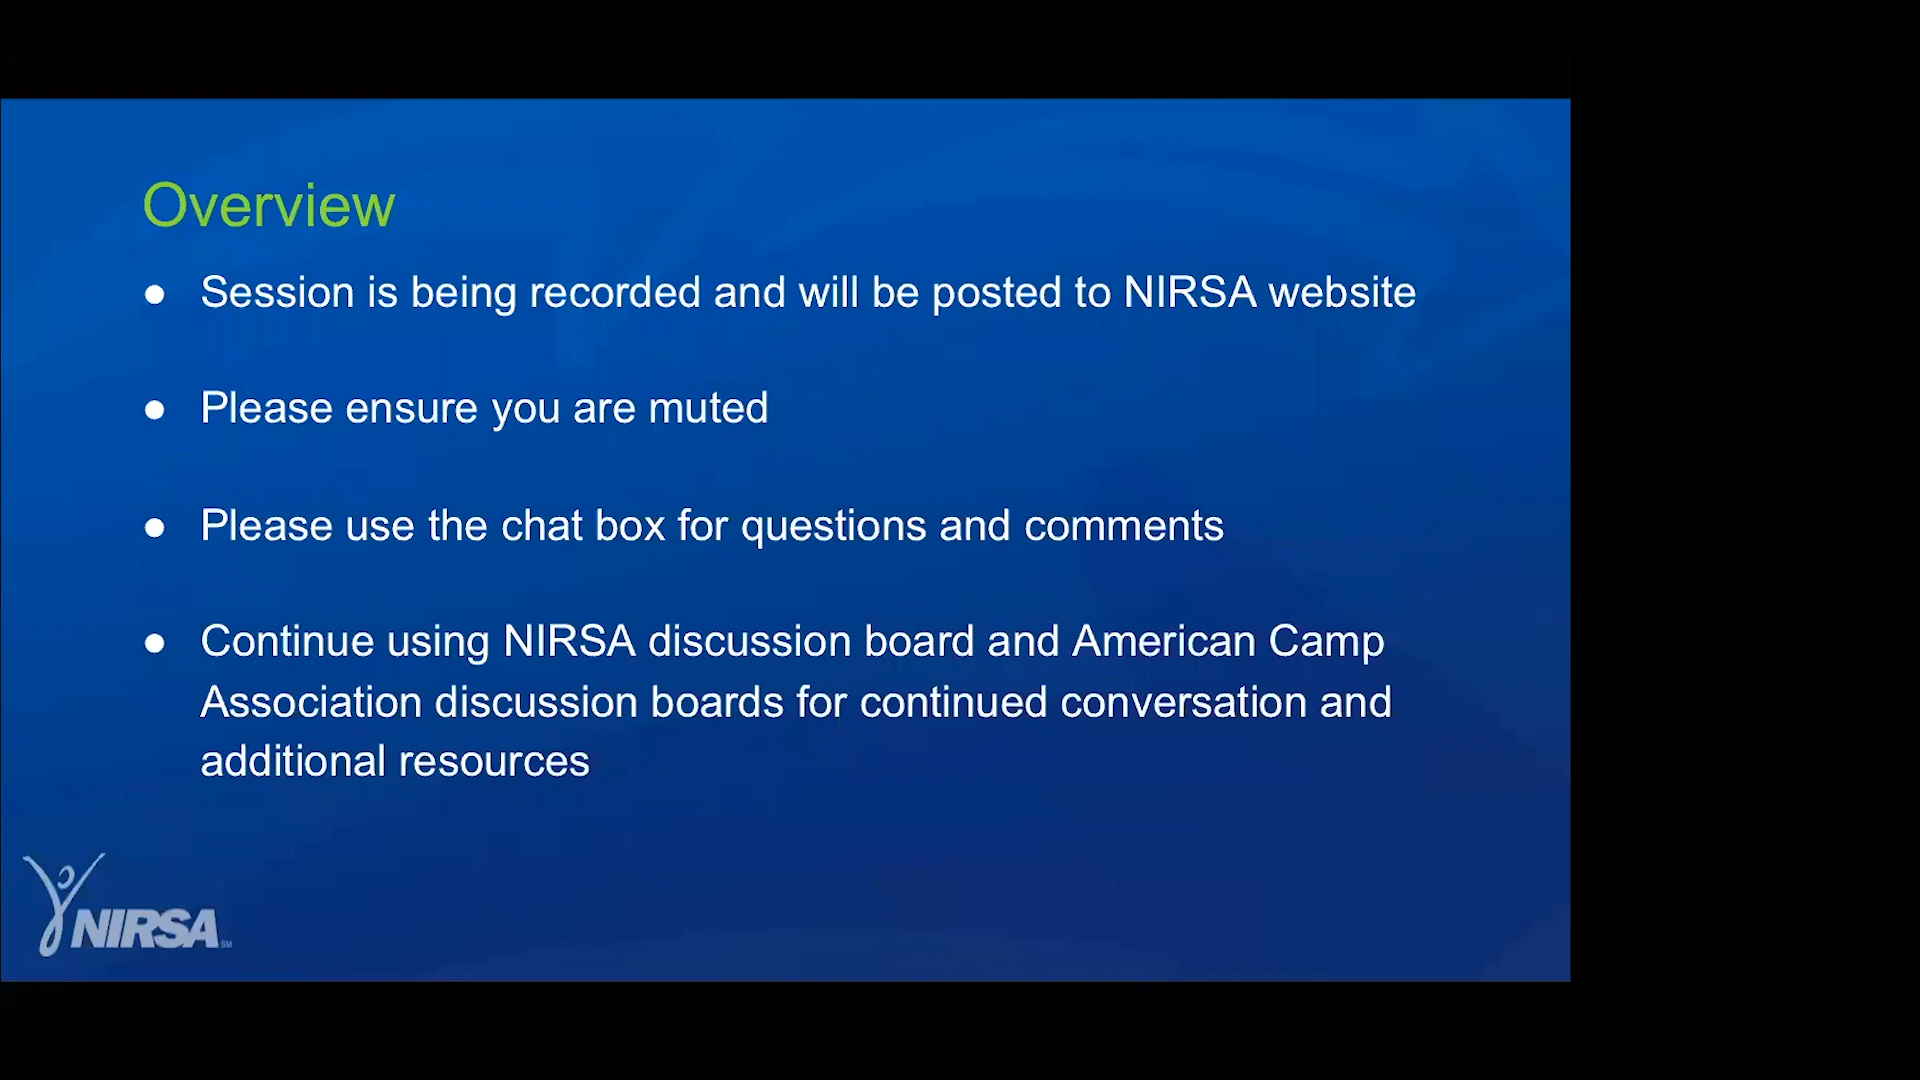 Overview
● Session is being recorded and will be posted to NIRSA website
● Please ensure you are muted
● Please use the chat box for questions and comments
● Continue using NIRSA discussion board and American Camp
Association discussion boards for continued conversation and
additional resources
NIRSA SM